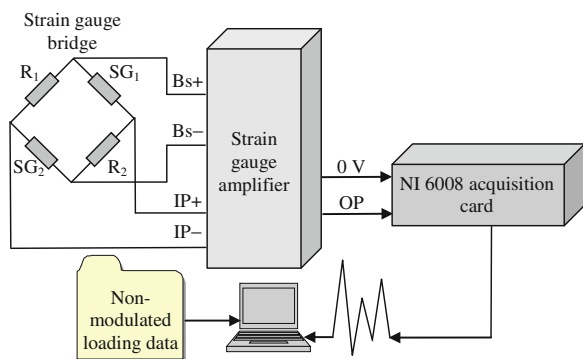 Strain gauge
bridge
R1
SG1
SG2
R2
Bs+
Bs−
IP+
IP−
Strain
gauge
amplifier
0 V
OP
NI 6008 acquisition
card
Non-
modulated
loading data